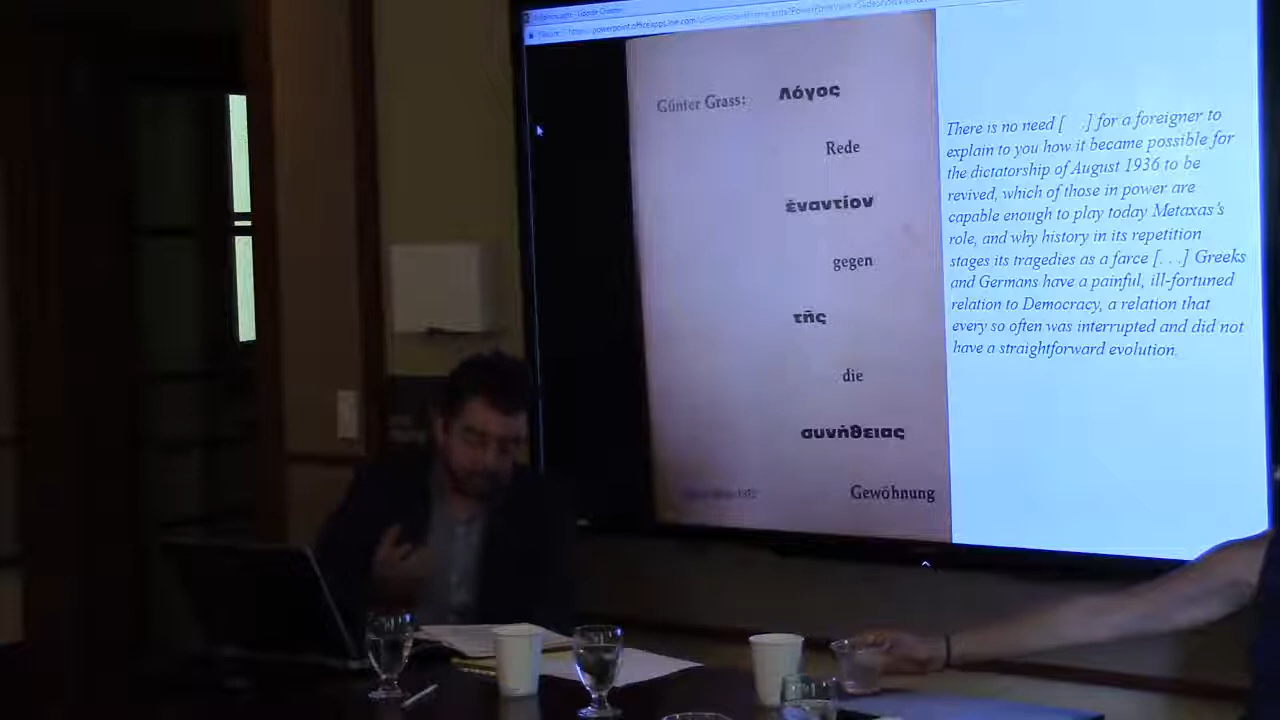 Günter Grass: Λόγος
Rede
ἐναντίον
gegen
τῆς
die
συνήθειας
Gewöhnung
1972
There is no need [ .] for a foreigner to
explain to you how it became possible for
the dictatorship of August 1936 to be
revived, which of those in power are
capable enough to play today Metaxas's
role, and why history in its repetition
stages its tragedies as a farce [. . .] Greeks
and Germans have a painful, ill-fortuned
relation to Democracy, a relation that
every so often was interrupted and did not
have a straightforward evolution.